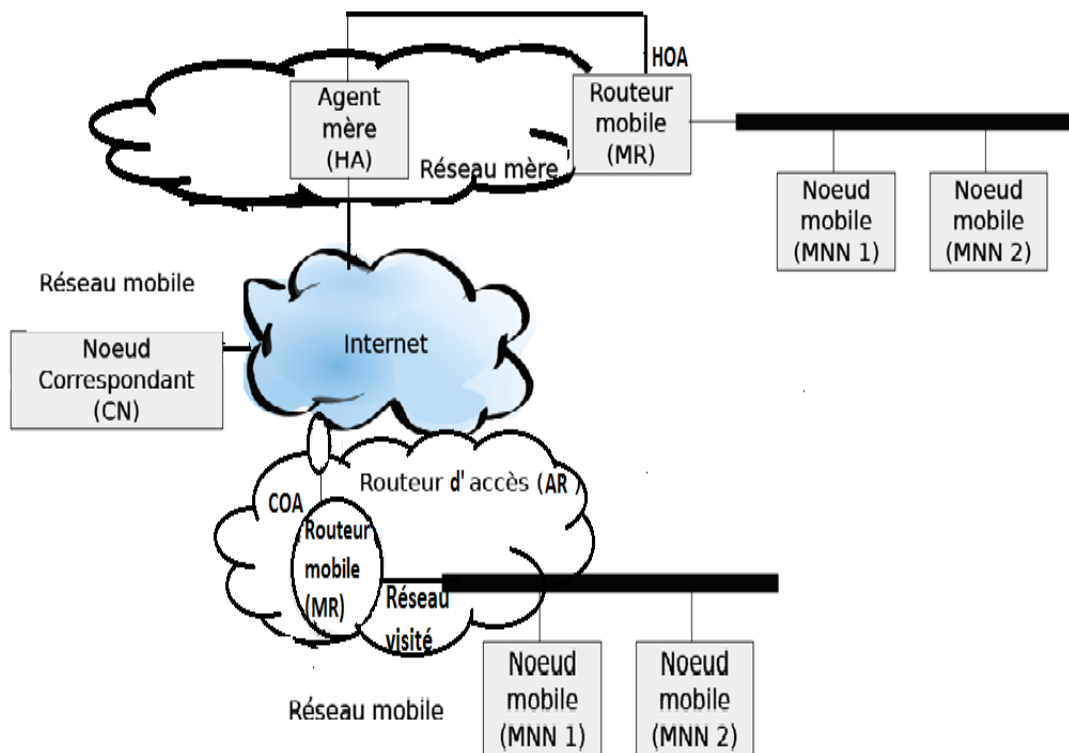 HOA
Agent
mère
(HA)
Routeur
mobile
(MR)
Réseau mère
Noeud
mobile
(MNN 1)
Noeud
mobile
(MNN 2)
Réseau mobile
Internet
Noeud
Correspondant
(CN)
Routeur d'accès (AR)
COA
Routeur
mobile
(MR)
Réseau
visité
Noeud
mobile
(MNN 1)
Noeud
mobile
(MNN 2)
Réseau mobile